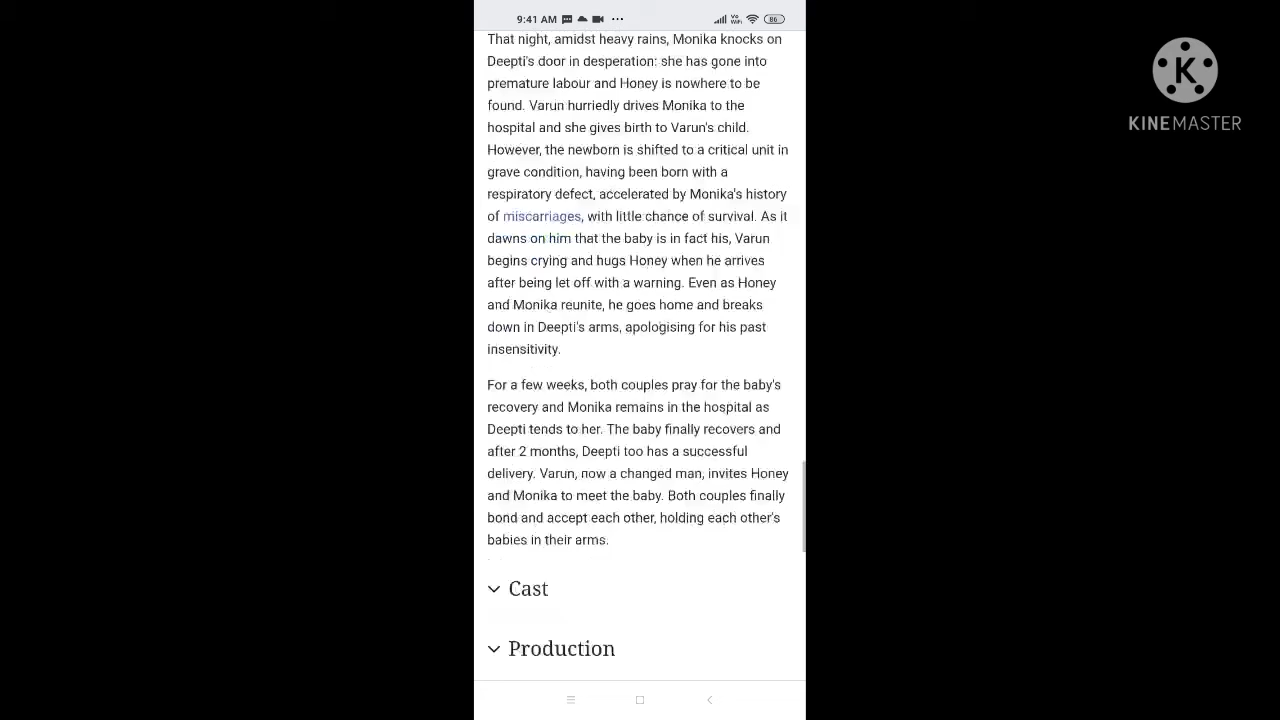 9:41 AM
Vo
WiFi
86
That night, amidst heavy rains, Monika knocks on
Deepti's door in desperation: she has gone into
premature labour and Honey is nowhere to be
found. Varun hurriedly drives Monika to the
hospital and she gives birth to Varun's child.
However, the newborn is shifted to a critical unit in
grave condition, having been born with a
respiratory defect, accelerated by Monika's history
of miscarriages, with little chance of survival. As it
dawns on him that the baby is in fact his, Varun
begins crying and hugs Honey when he arrives
after being let off with a warning. Even as Honey
and Monika reunite, he goes home and breaks
down in Deepti's arms, apologising for his past
insensitivity.
For a few weeks, both couples pray for the baby's
recovery and Monika remains in the hospital as
Deepti tends to her. The baby finally recovers and
after 2 months, Deepti too has a successful
delivery. Varun, now a changed man, invites Honey
and Monika to meet the baby. Both couples finally
bond and accept each other, holding each other's
babies in their arms.
Cast
Production
K
KINEMASTER